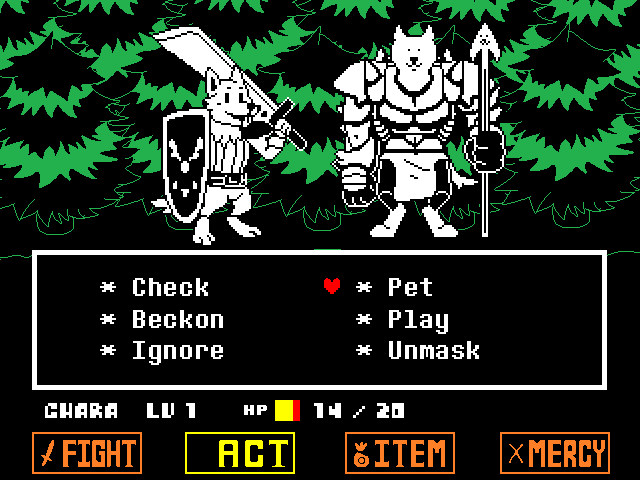 * Check * Pet
* Beckon * Play
* Ignore * Unmask
CHARA LV 1 HP 14 / 20
FIGHT ACT ITEM MERCY